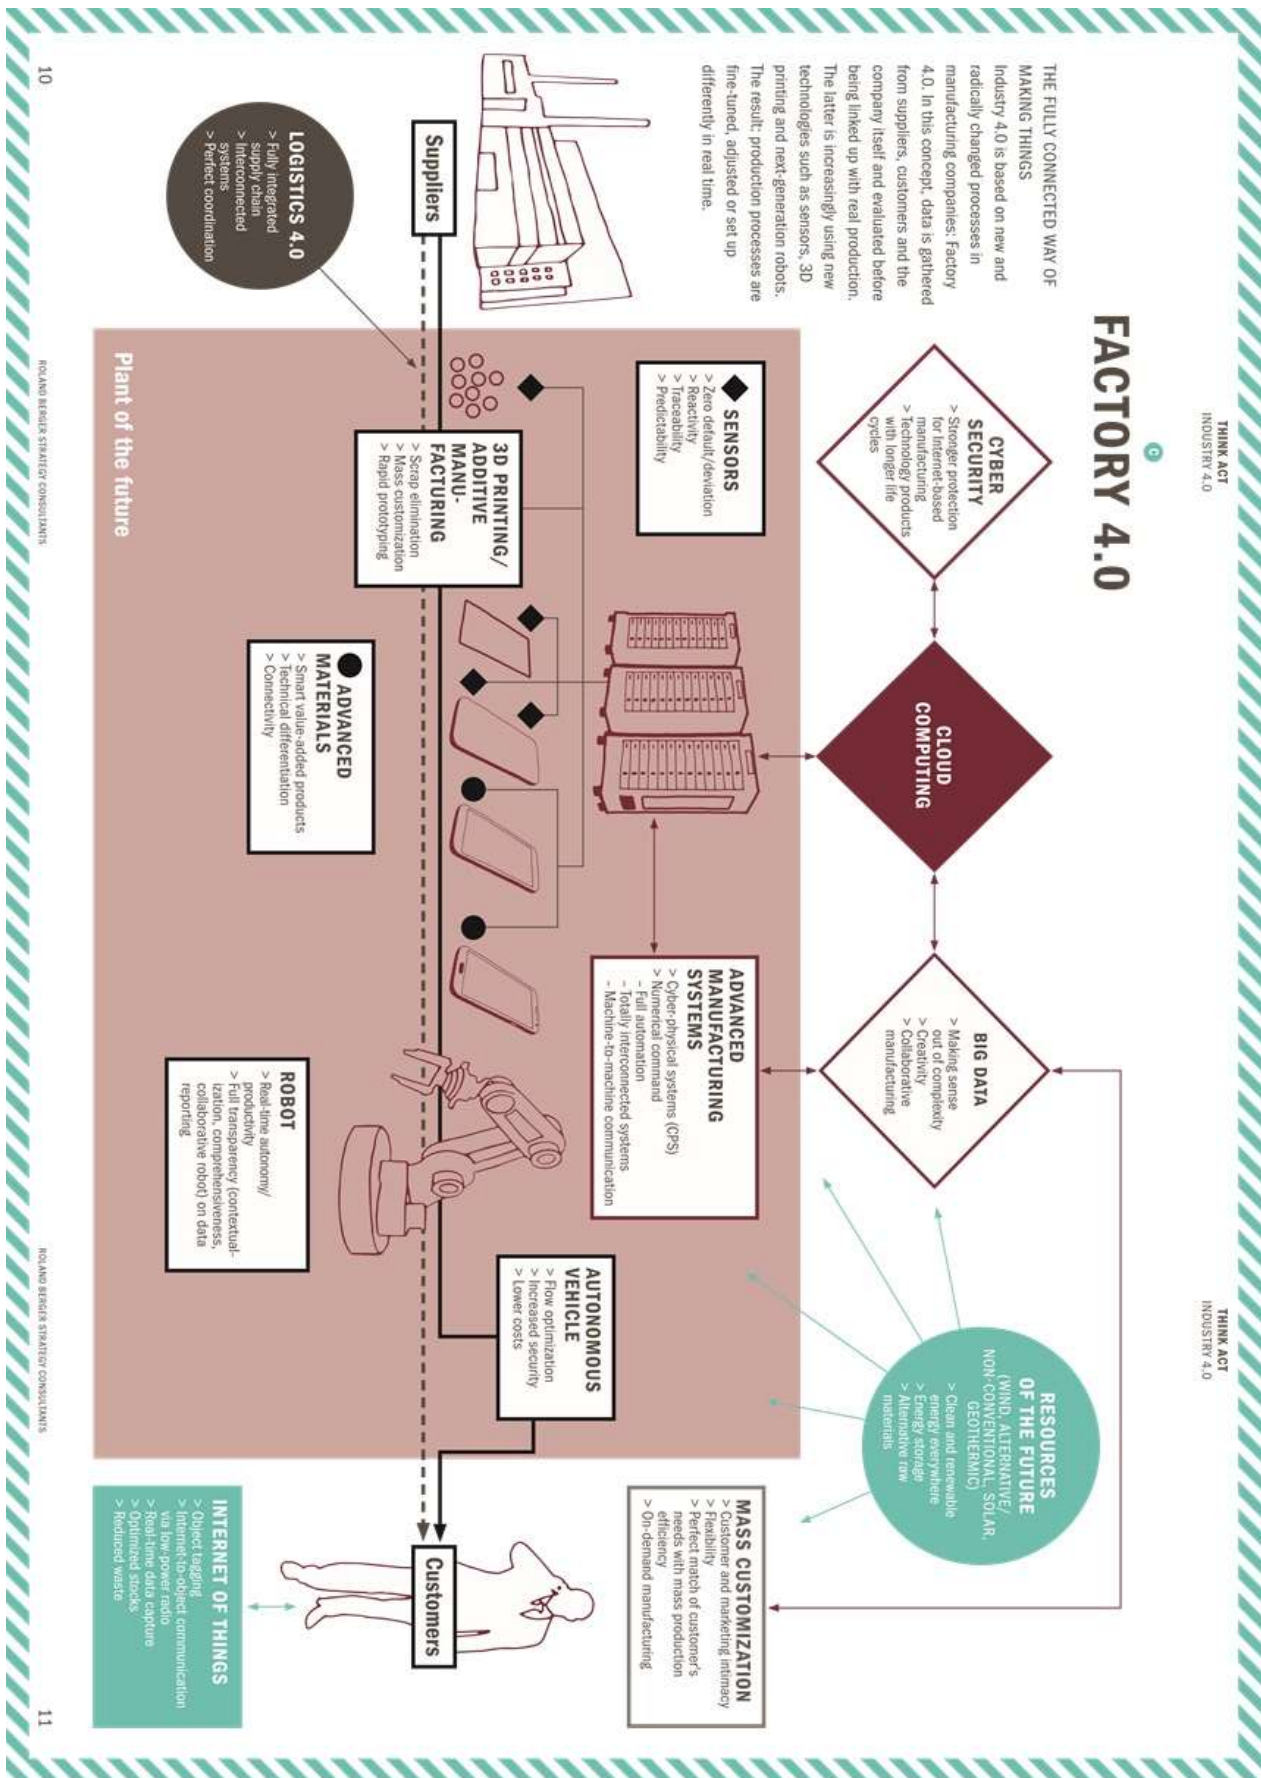 THINK ACT
INDUSTRY 4.0
THINK ACT
INDUSTRY 4.0
C
FACTORY 4.0
THE FULLY CONNECTED WAY OF
MAKING THINGS
Industry 4.0 is based on new and
radically changed processes in
manufacturing companies: Factory
4.0. In this concept, data is gathered
from suppliers, customers and the
company itself and evaluated before
being linked up with real production.
The latter is increasingly using new
technologies such as sensors, 3D
printing and next-generation robots.
The result: production processes are
fine-tuned, adjusted or set up
differently in real time.
CYBER
SECURITY
> Stronger protection
for Internet-based
manufacturing
> Technology products
with longer life
cycles
CLOUD
COMPUTING
BIG DATA
> Making sense
out of complexity
> Creativity
> Collaborative
manufacturing
RESOURCES
OF THE FUTURE
(WIND, ALTERNATIVE/
NON-CONVENTIONAL, SOLAR,
GEOTHERMIC)
> Clean and renewable
energy everywhere
> Energy storage
> Alternative raw
materials
SENSORS
> Zero default/deviation
> Reactivity
> Traceability
> Predictability
ADVANCED
MANUFACTURING
SYSTEMS
> Cyber-physical systems (CPS)
> Numerical command
– Full automation
– Totally interconnected systems
– Machine-to-machine communication
MASS CUSTOMIZATION
> Customer and marketing intimacy
> Flexibility
> Perfect match of customer's
needs with mass production
efficiency
> On-demand manufacturing
Suppliers
3D PRINTING/
ADDITIVE
MANU-
FACTURING
> Scrap elimination
> Mass customization
> Rapid prototyping
AUTONOMOUS
VEHICLE
> Flow optimization
> Increased security
> Lower costs
Customers
LOGISTICS 4.0
> Fully integrated
supply chain
> Interconnected
systems
> Perfect coordination
ADVANCED
MATERIALS
> Smart value-added products
> Technical differentiation
> Connectivity
ROBOT
> Real-time autonomy/
productivity
> Full transparency (contextual-
ization, comprehensiveness,
collaborative robot) on data
reporting
INTERNET OF THINGS
> Object tagging
> Internet-to-object communication
via low-power radio
> Real-time data capture
> Optimized stocks
> Reduced waste
Plant of the future
10
ROLAND BERGER STRATEGY CONSULTANTS
ROLAND BERGER STRATEGY CONSULTANTS
11